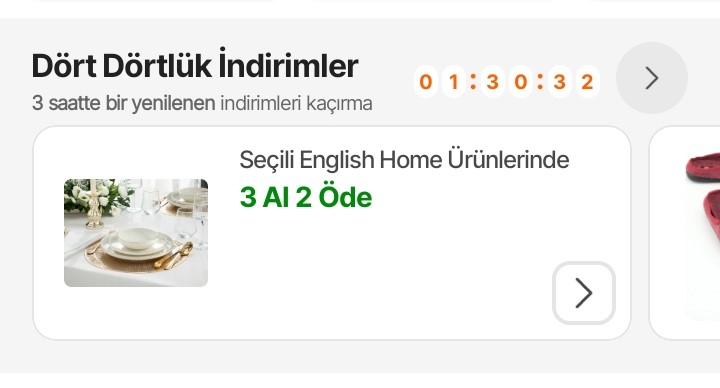 Dört Dörtlük İndirimler
01:30:32
3 saatte bir yenilenen indirimleri kaçırma
Seçili English Home Ürünlerinde
3 Al 2 Öde